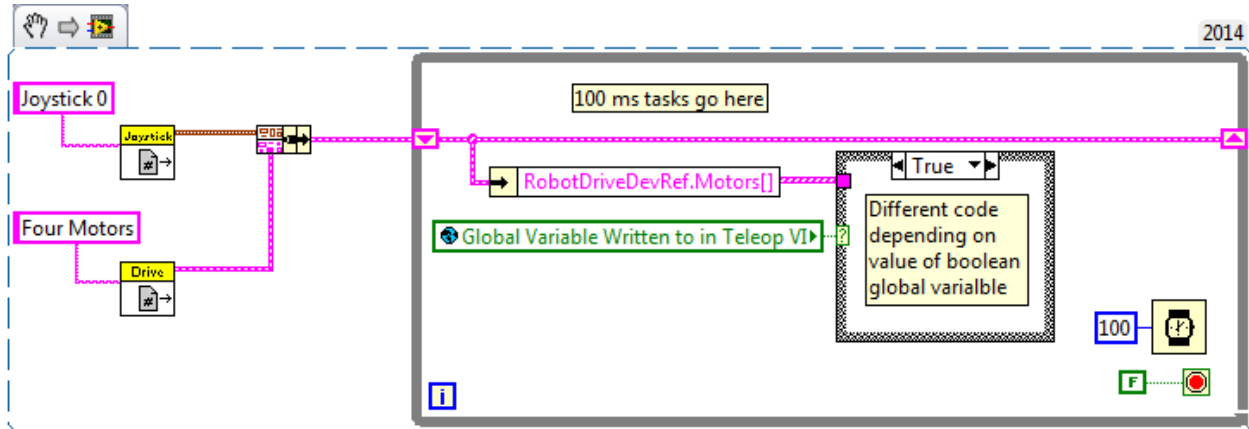 2014
Joystick 0
100 ms tasks go here
Joystick
#
True
RobotDriveDevRef.Motors[]
Different code
depending on
value of boolean
global varialble
Four Motors
Global Variable Written to in Teleop VI
?
Drive
#
100
F
i